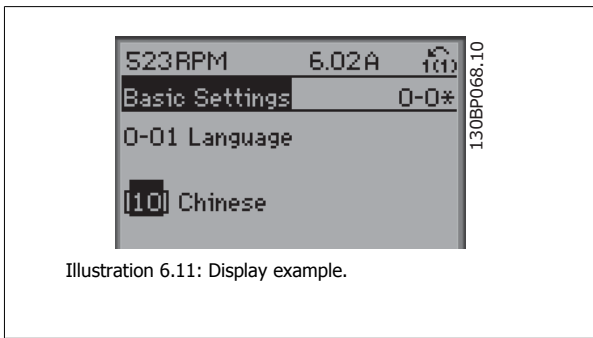 523RPM 6.02A 1(1)
Basic Settings 0-0*
0-01 Language
[10] Chinese
130BP068.10
Illustration 6.11: Display example.